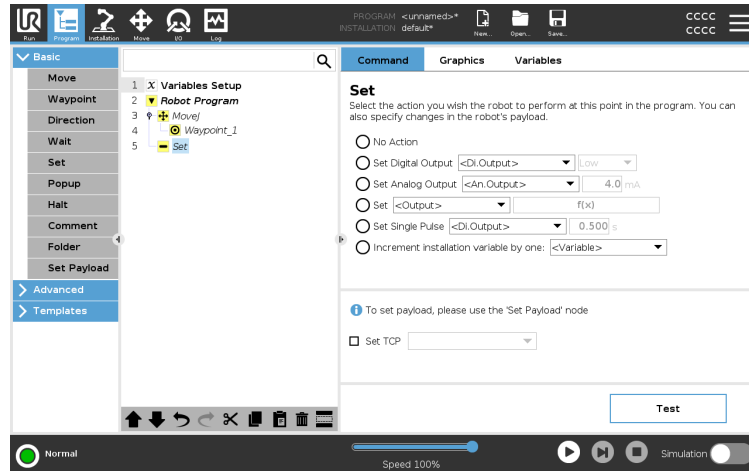 UR
PROGRAM <unnamed>*
INSTALLATION default*
Run Program Installation Move I/O Log
New... Open... Save...
CCCC
CCCC
Basic
Move
Waypoint
Direction
Wait
Set
Popup
Halt
Comment
Folder
Set Payload
Advanced
Templates
1 X Variables Setup
2 Robot Program
3 MoveJ
4 Waypoint_1
5 Set
Command Graphics Variables
Set
Select the action you wish the robot to perform at this point in the program. You can
also specify changes in the robot's payload.
No Action
Set Digital Output <Di.Output> Low
Set Analog Output <An.Output> 4.0 mA
Set <Output> f(x)
Set Single Pulse <Di.Output> 0.500 s
Increment installation variable by one: <Variable>
To set payload, please use the 'Set Payload' node
Set TCP
Test
Normal
Speed 100%
Simulation